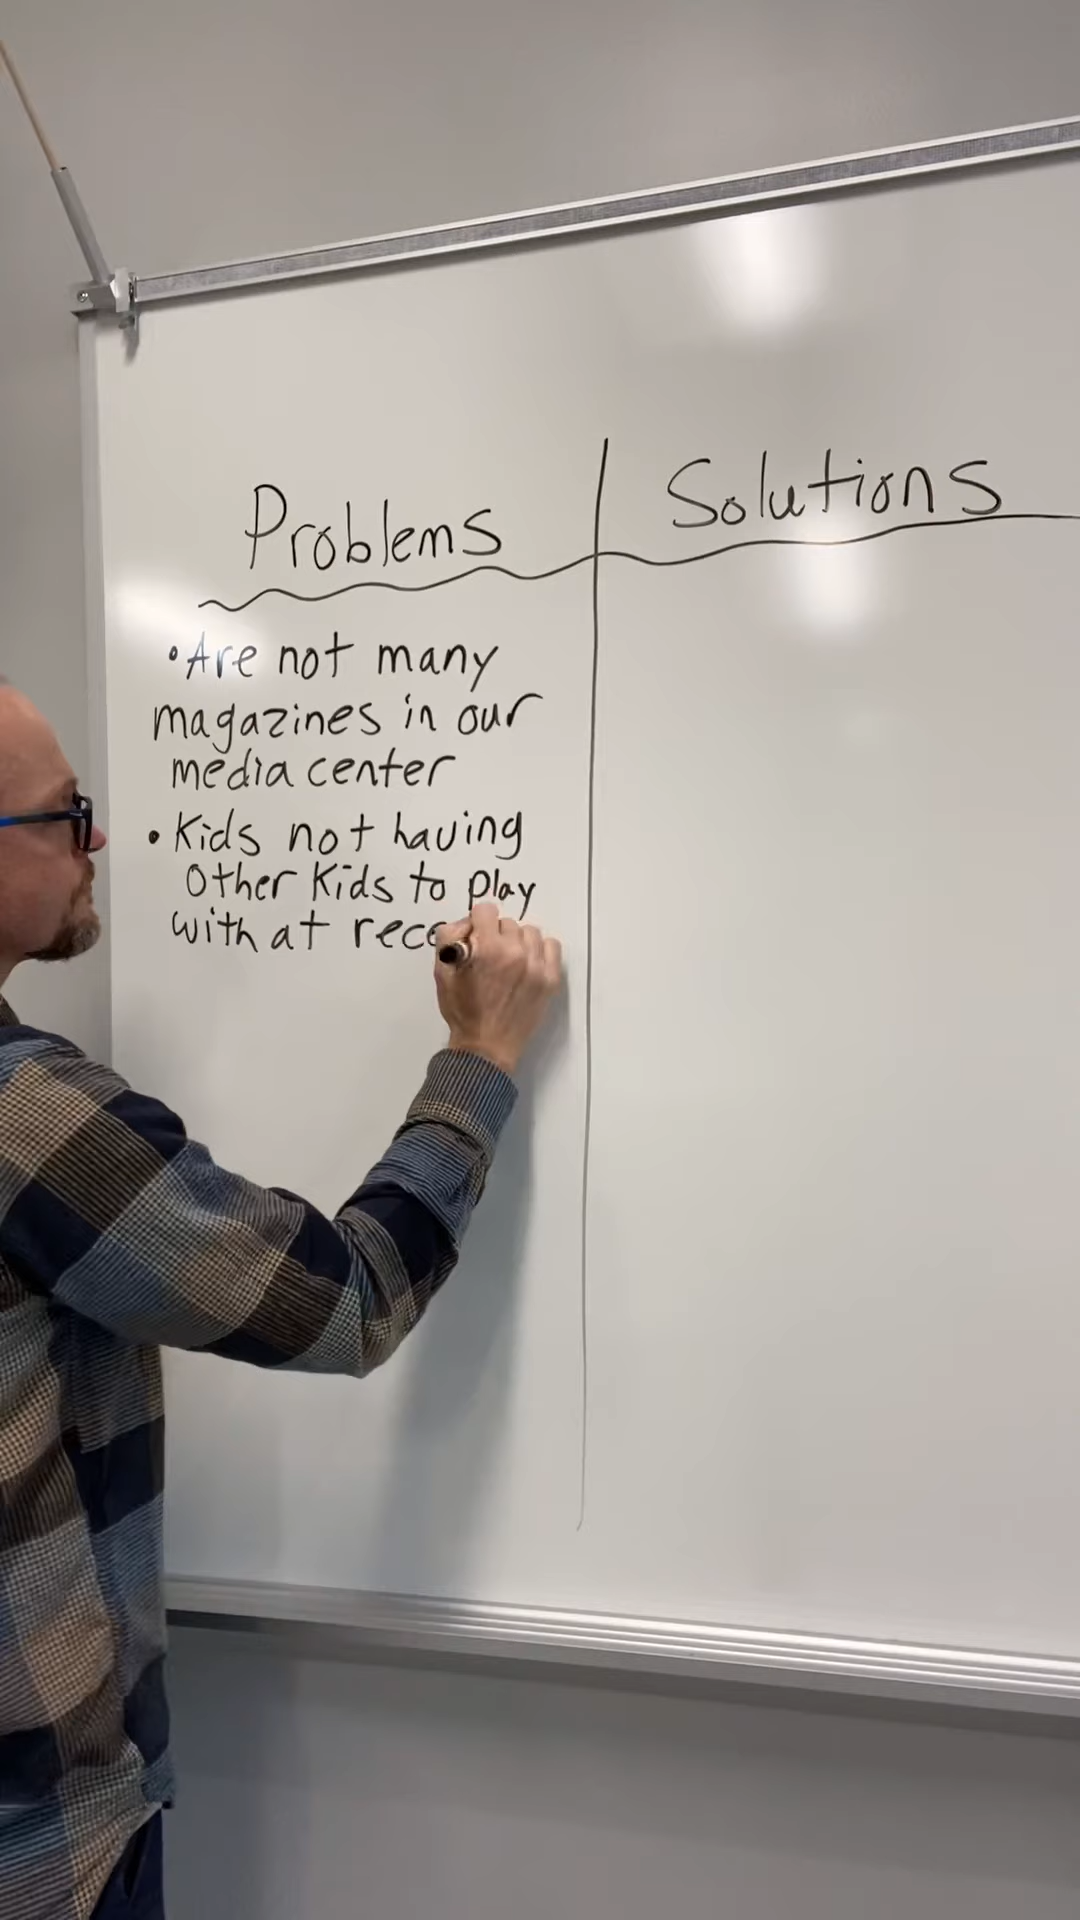 Problems
Solutions
• Are not many
magazines in our
media center
• Kids not having
Other Kids to play
with at